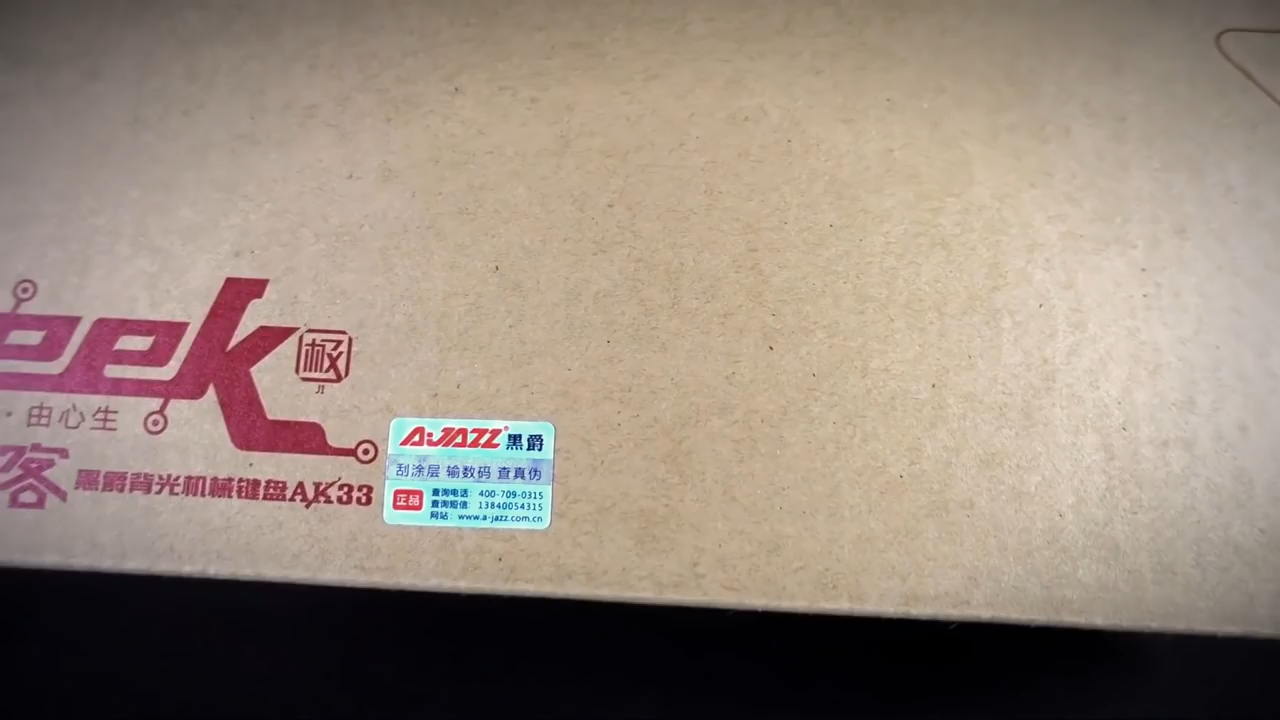 eek
极
JI
·由心生
客
黑爵背光机械键盘AK33
A-JAZZ® 黑爵
刮涂层 输数码 查真伪
正品
查询电话: 400-709-0315
查询短信: 13840054315
网站: www.a-jazz.com.cn